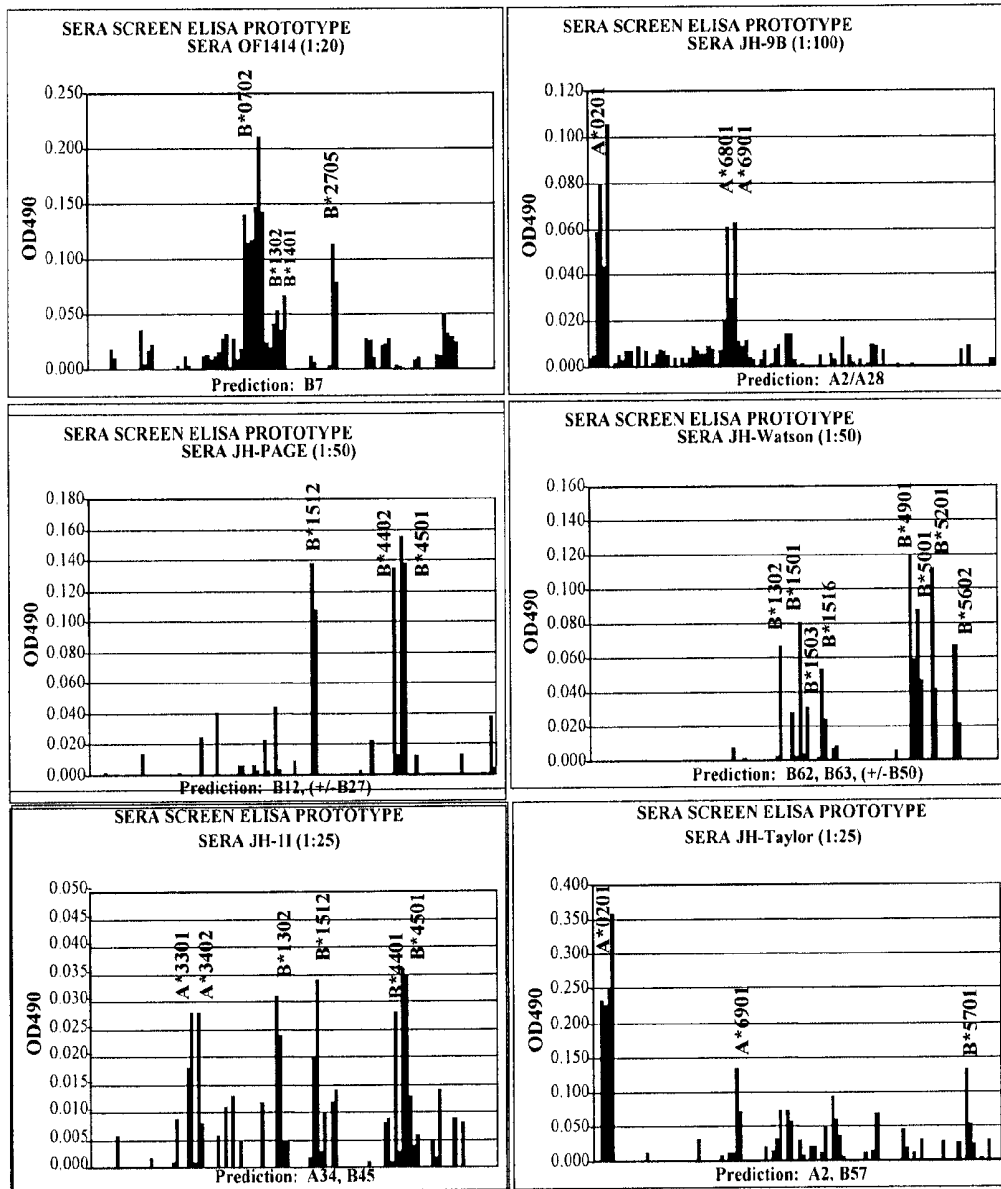 SERA SCREEN ELISA PROTOTYPE
SERA OF1414 (1:20)
OD490
0.250
0.200
0.150
0.100
0.050
0.000
B*0702
B*1302
B*1401
B*2705
Prediction: B7
SERA SCREEN ELISA PROTOTYPE
SERA JH-9B (1:100)
OD490
0.120
0.100
0.080
0.060
0.040
0.020
0.000
A*0201
A*6801
A*6901
Prediction: A2/A28
SERA SCREEN ELISA PROTOTYPE
SERA JH-PAGE (1:50)
OD490
0.180
0.160
0.140
0.120
0.100
0.080
0.060
0.040
0.020
0.000
B*1512
B*4402
B*4501
Prediction: B12, (+/-B27)
SERA SCREEN ELISA PROTOTYPE
SERA JH-Watson (1:50)
OD490
0.160
0.140
0.120
0.100
0.080
0.060
0.040
0.020
0.000
B*1302
B*1501
B*1503
B*1516
B*4901
B*5001
B*5201
B*5602
Prediction: B62, B63, (+/-B50)
SERA SCREEN ELISA PROTOTYPE
SERA JH-1I (1:25)
OD490
0.050
0.045
0.040
0.035
0.030
0.025
0.020
0.015
0.010
0.005
0.000
A*3301
A*3402
B*1302
B*1512
B*4401
B*4501
Prediction: A34, B45
SERA SCREEN ELISA PROTOTYPE
SERA JH-Taylor (1:25)
OD490
0.400
0.350
0.300
0.250
0.200
0.150
0.100
0.050
0.000
A*0201
A*6901
B*5701
Prediction: A2, B57